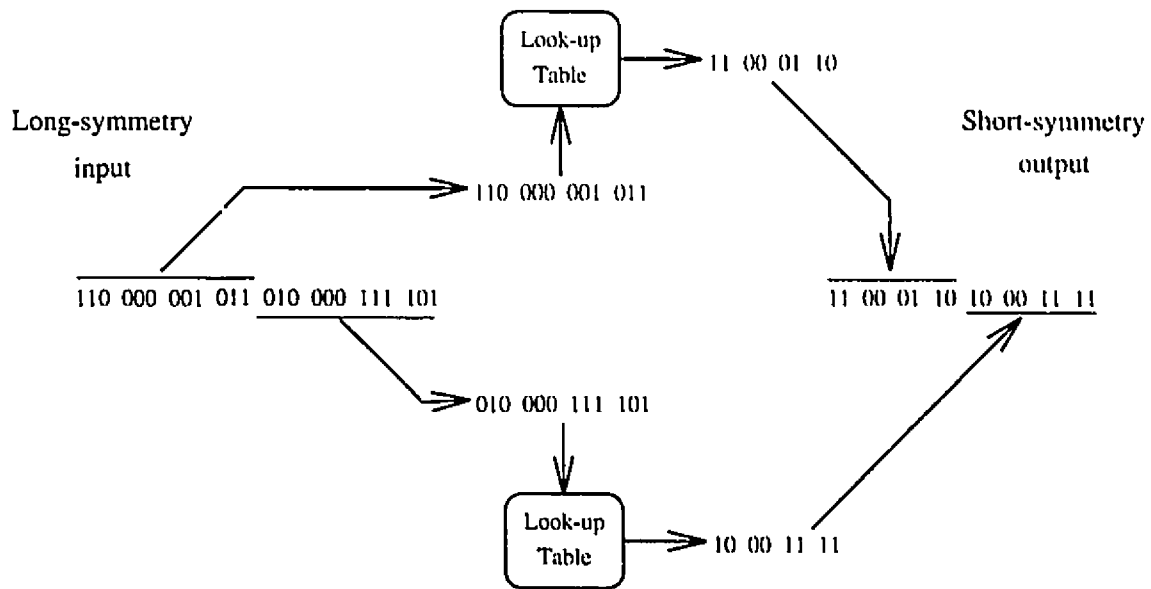 Look-up
Table
11 00 01 10
Long-symmetry
input
Short-symmetry
output
110 000 001 011
110 000 001 011 010 000 111 101
11 00 01 10 10 00 11 11
010 000 111 101
Look-up
Table
10 00 11 11